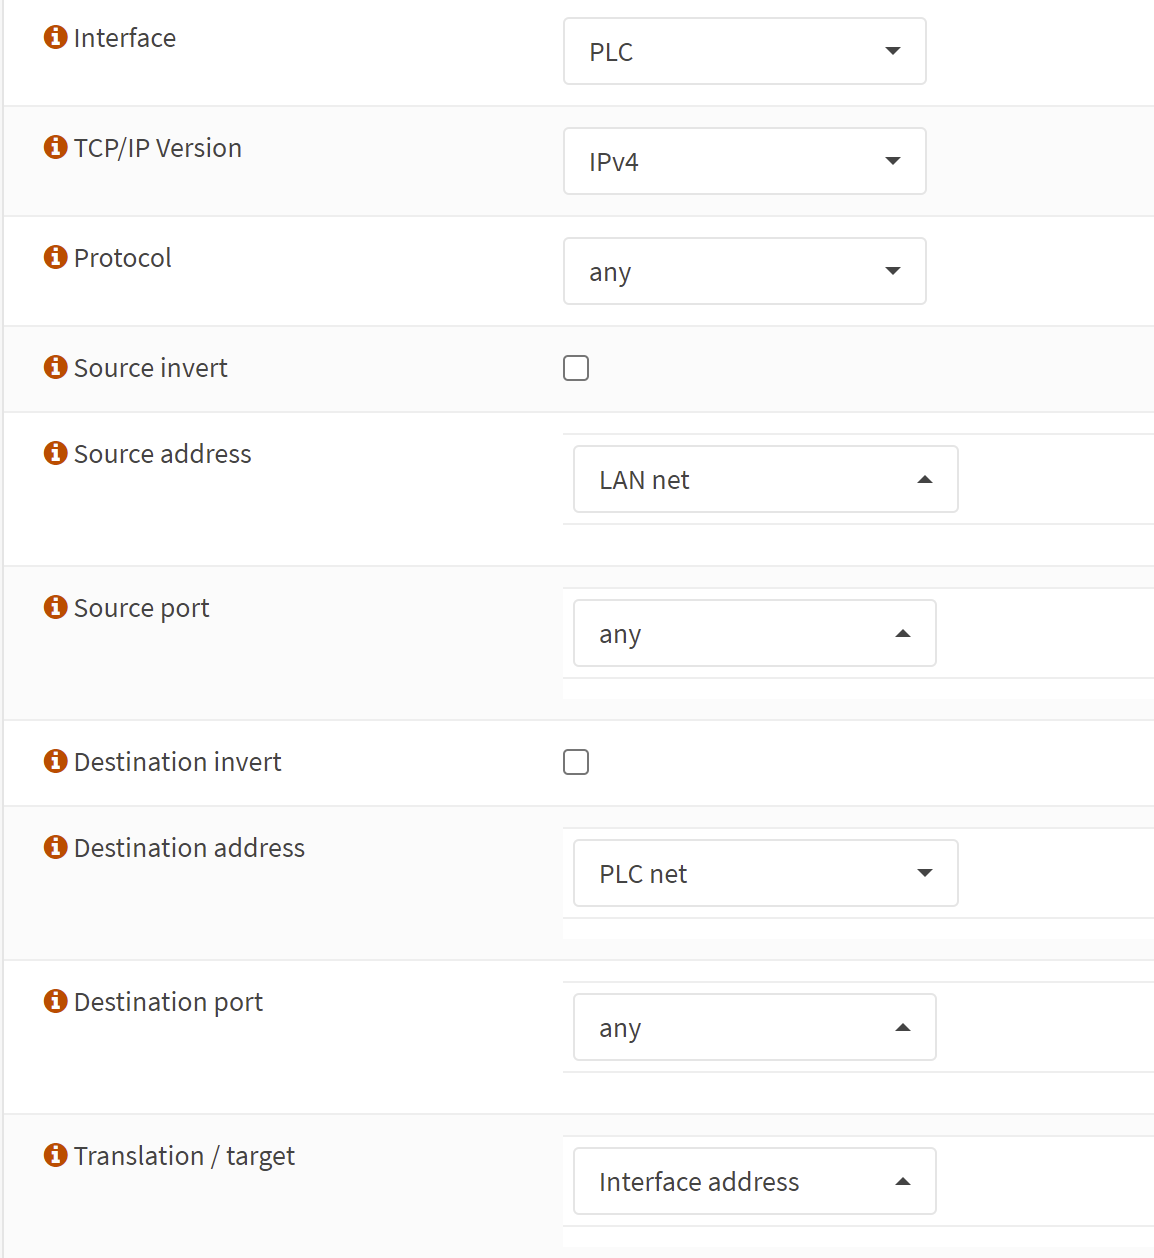 Interface
PLC
TCP/IP Version
IPv4
Protocol
any
Source invert
Source address
LAN net
Source port
any
Destination invert
Destination address
PLC net
Destination port
any
Translation / target
Interface address